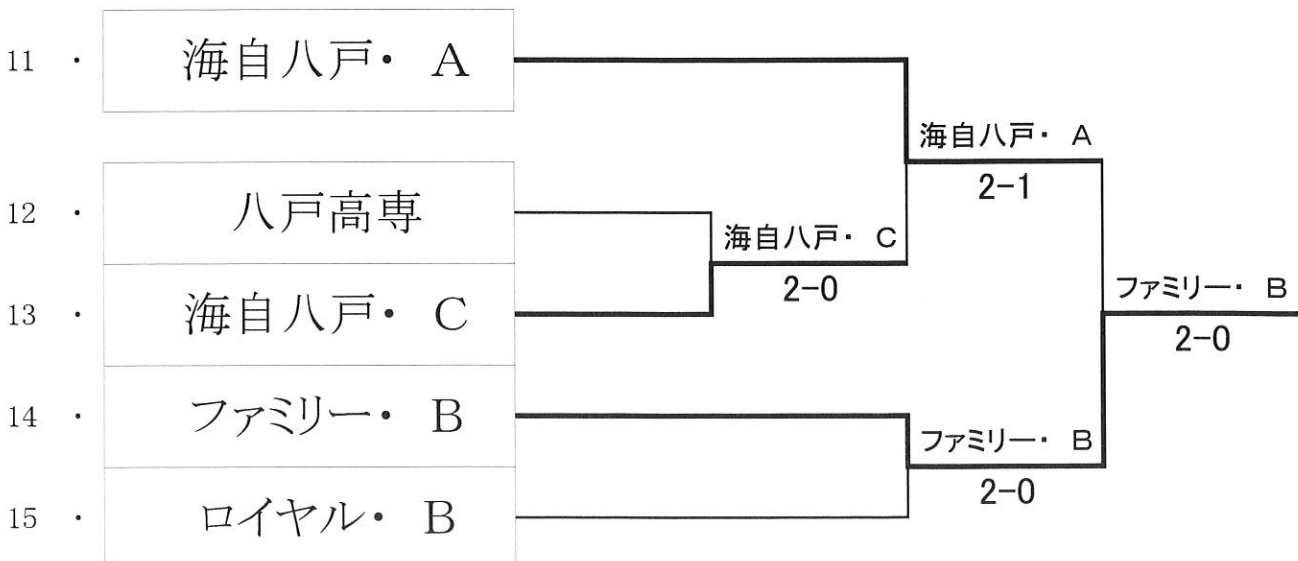 11 ・ 海自八戸・ A
海自八戸・ A
2-1
12 ・ 八戸高専
海自八戸・ C
2-0
13 ・ 海自八戸・ C
ファミリー・ B
2-0
14 ・ ファミリー・ B
ファミリー・ B
2-0
15 ・ ロイヤル・ B